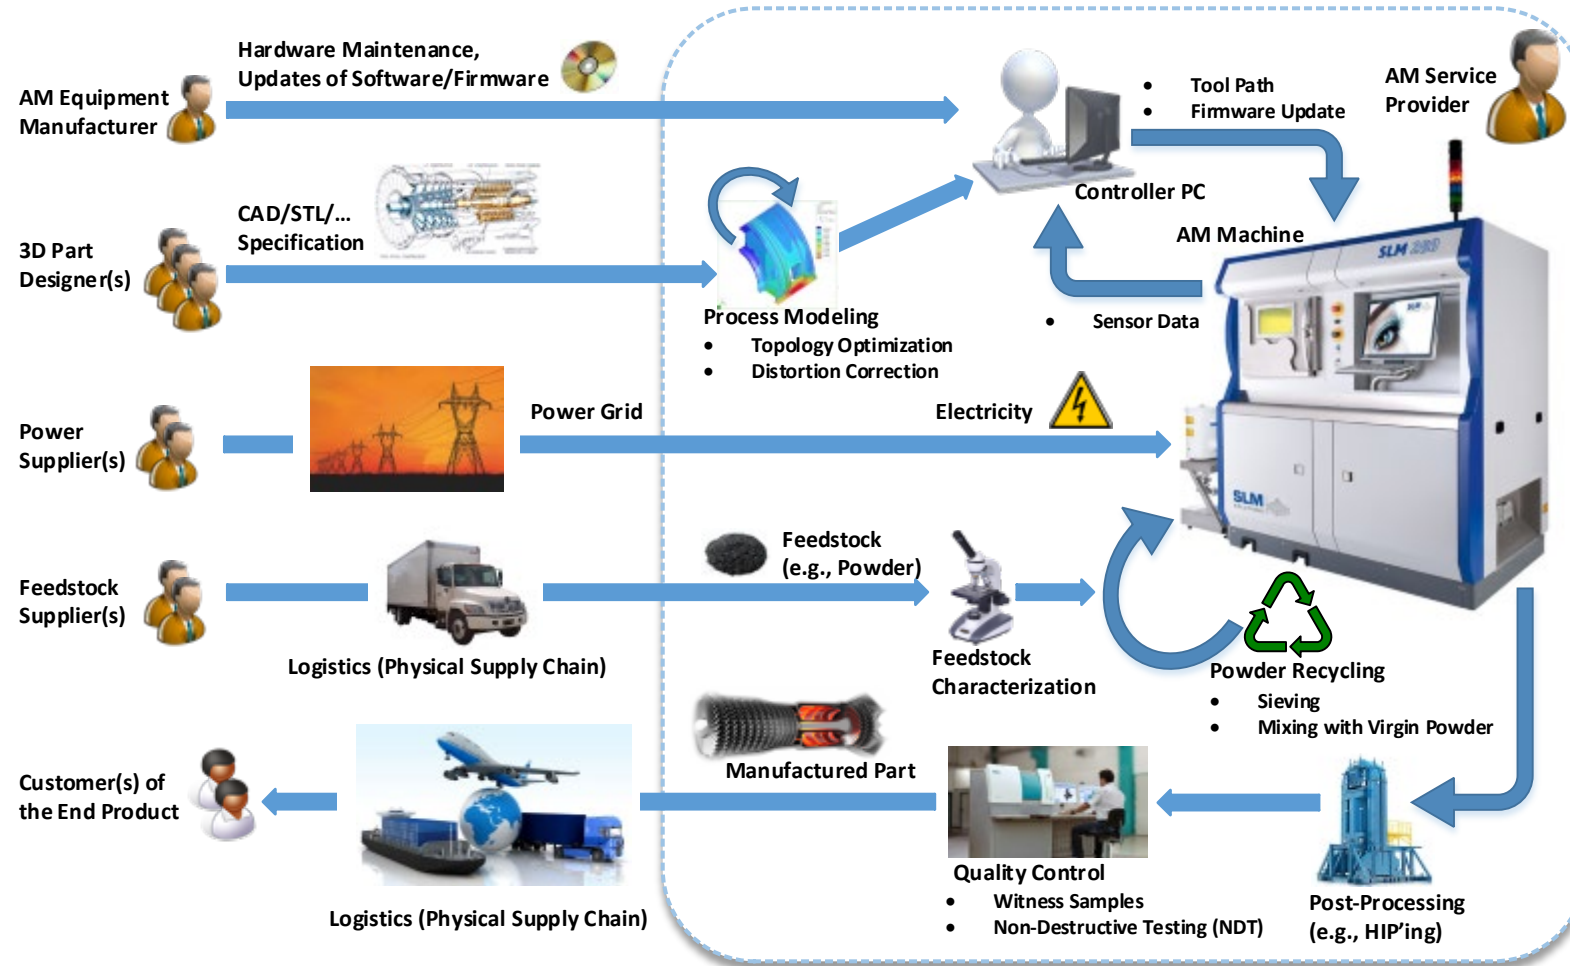 Hardware Maintenance,
Updates of Software/Firmware
AM Equipment
Manufacturer
• Tool Path
• Firmware Update
AM Service
Provider
Controller PC
CAD/STL/...
Specification
3D Part
Designer(s)
AM Machine
SLM 280
Process Modeling
• Topology Optimization
• Distortion Correction
• Sensor Data
SLM
Power
Supplier(s)
Power Grid
Electricity
SLM
Feedstock
Supplier(s)
Logistics (Physical Supply Chain)
Feedstock
(e.g., Powder)
Feedstock
Characterization
Powder Recycling
• Sieving
• Mixing with Virgin Powder
Customer(s) of
the End Product
Logistics (Physical Supply Chain)
Manufactured Part
Quality Control
• Witness Samples
• Non-Destructive Testing (NDT)
Post-Processing
(e.g., HIP'ing)